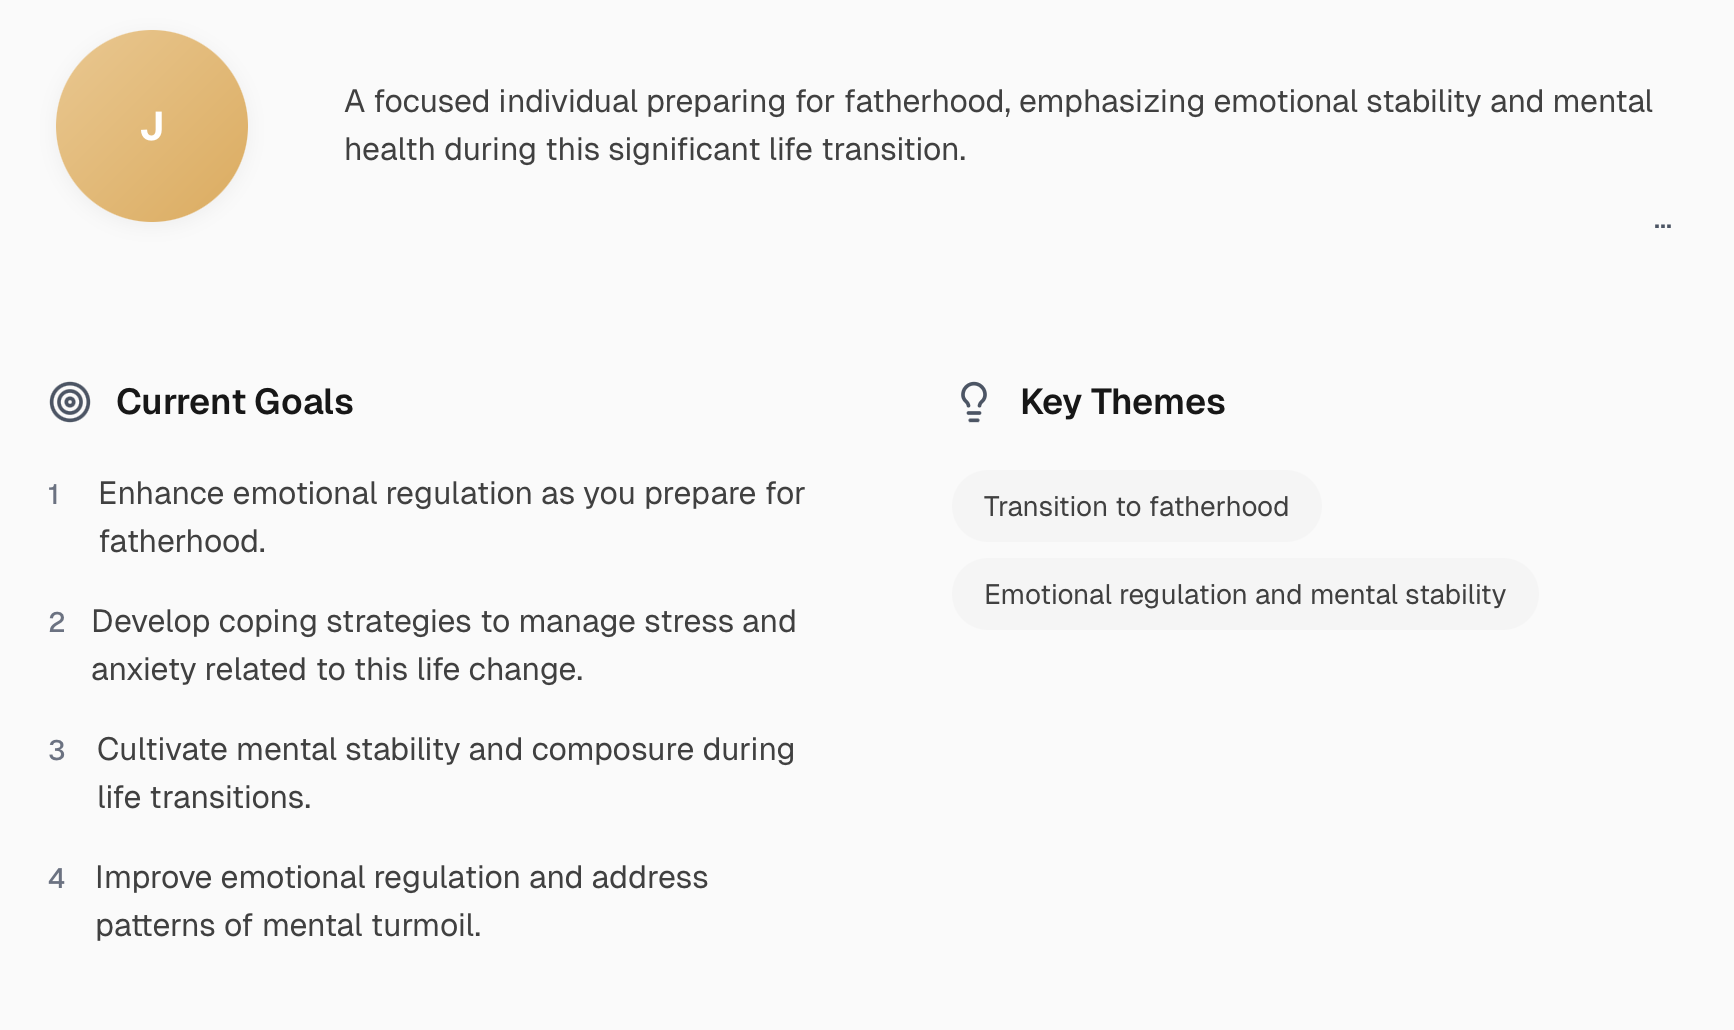 J
A focused individual preparing for fatherhood, emphasizing emotional stability and mental
health during this significant life transition.
...
Current Goals
1 Enhance emotional regulation as you prepare for
fatherhood.
2 Develop coping strategies to manage stress and
anxiety related to this life change.
3 Cultivate mental stability and composure during
life transitions.
4 Improve emotional regulation and address
patterns of mental turmoil.
Key Themes
Transition to fatherhood
Emotional regulation and mental stability